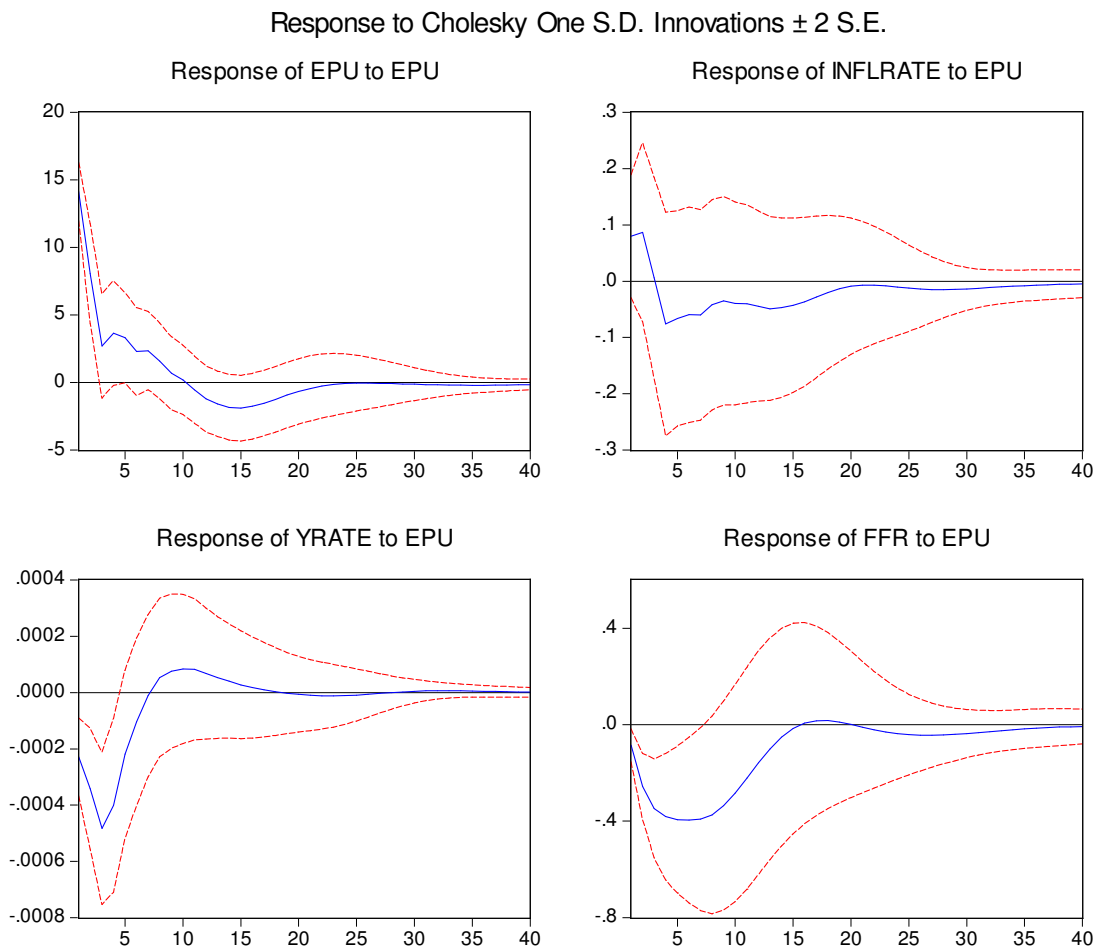 Response to Cholesky One S.D. Innovations ± 2 S.E.
Response of EPU to EPU
20
15
10
5
0
-5
5 10 15 20 25 30 35 40
Response of INFLRATE to EPU
.3
.2
.1
.0
-.1
-.2
-.3
5 10 15 20 25 30 35 40
Response of YRATE to EPU
.0004
.0002
.0000
-.0002
-.0004
-.0006
-.0008
5 10 15 20 25 30 35 40
Response of FFR to EPU
.4
.0
-.4
-.8
5 10 15 20 25 30 35 40